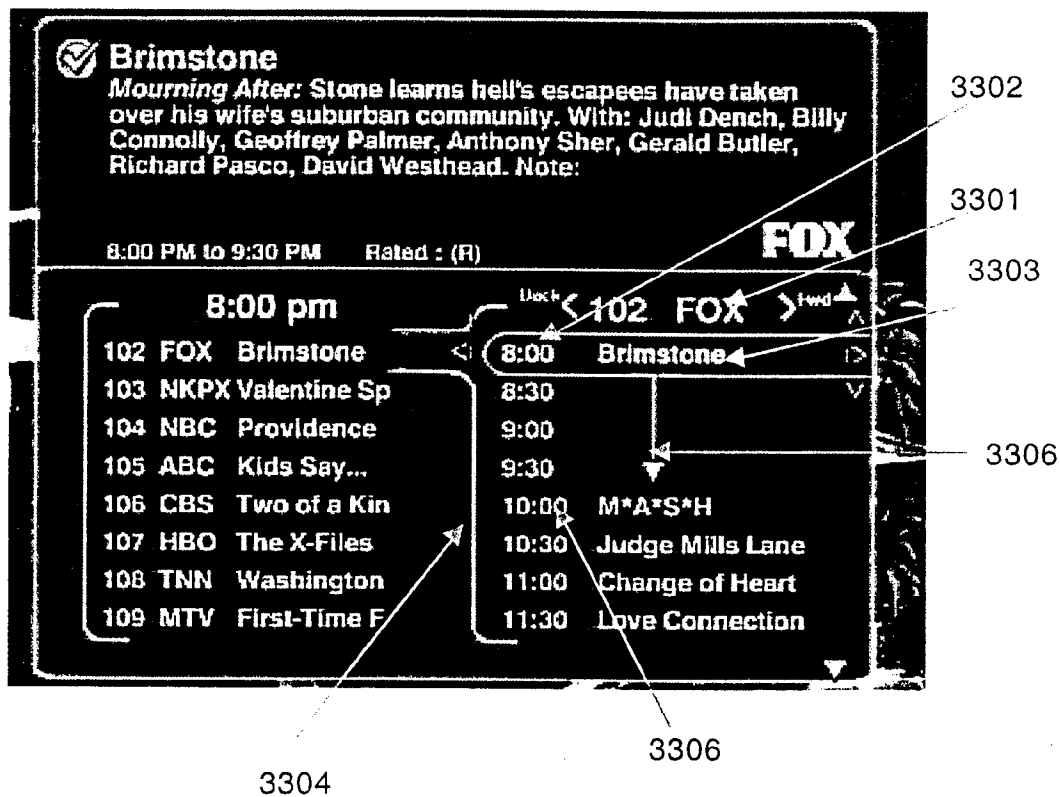 Brimstone
Mourning After: Stone learns hell's escapees have taken
over his wife's suburban community. With: Judi Dench, Billy
Connolly, Geoffrey Palmer, Anthony Sher, Gerald Butler,
Richard Pasco, David Westhead. Note:
8:00 PM to 9:30 PM Rated : (R)
FOX
8:00 pm
102 FOX Brimstone
103 NKPX Valentine Sp
104 NBC Providence
105 ABC Kids Say...
106 CBS Two of a Kin
107 HBO The X-Files
108 TNN Washington
109 MTV First-Time F
< 102 FOX > fwd
8:00 Brimstone
8:30
9:00
9:30
10:00 M*A*S*H
10:30 Judge Mills Lane
11:00 Change of Heart
11:30 Love Connection
3302
3301
3303
3306
3306
3304